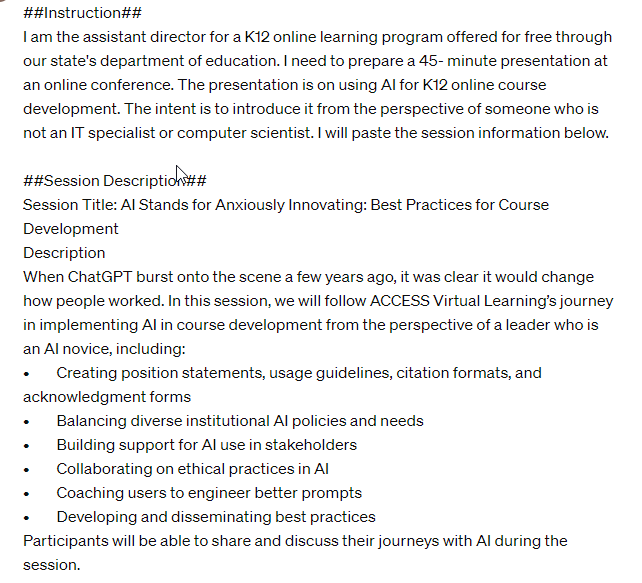 ##Instruction##
I am the assistant director for a K12 online learning program offered for free through
our state's department of education. I need to prepare a 45- minute presentation at
an online conference. The presentation is on using AI for K12 online course
development. The intent is to introduce it from the perspective of someone who is
not an IT specialist or computer scientist. I will paste the session information below.
##Session Description##
Session Title: AI Stands for Anxiously Innovating: Best Practices for Course
Development
Description
When ChatGPT burst onto the scene a few years ago, it was clear it would change
how people worked. In this session, we will follow ACCESS Virtual Learning's journey
in implementing AI in course development from the perspective of a leader who is
an AI novice, including:
• Creating position statements, usage guidelines, citation formats, and
acknowledgment forms
• Balancing diverse institutional AI policies and needs
• Building support for AI use in stakeholders
• Collaborating on ethical practices in AI
• Coaching users to engineer better prompts
• Developing and disseminating best practices
Participants will be able to share and discuss their journeys with AI during the
session.